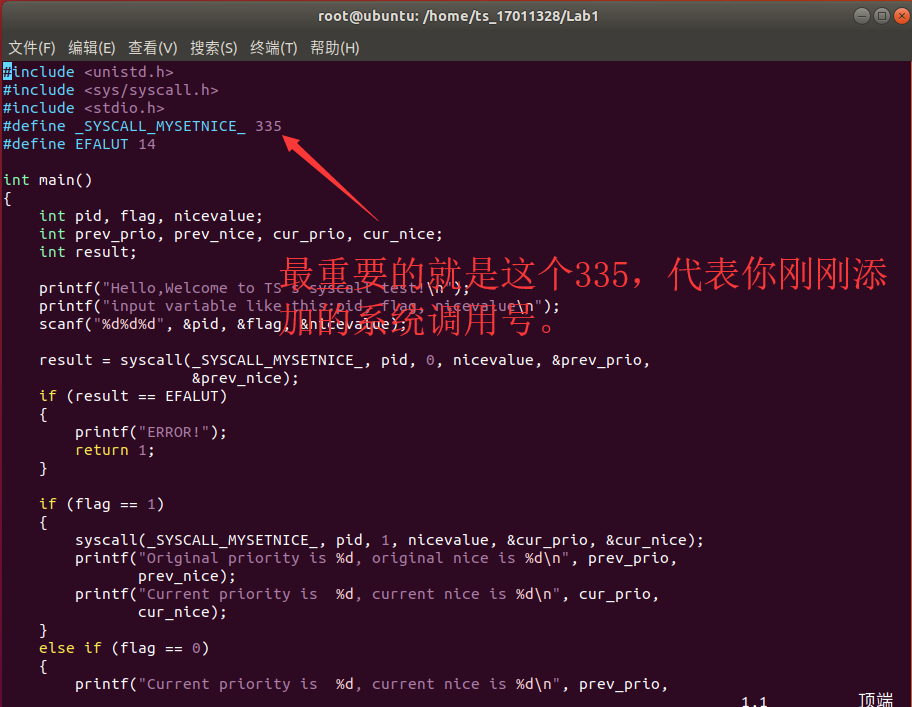 root@ubuntu: /home/ts_17011328/Lab1
文件(F) 编辑(E) 查看(V) 搜索(S) 终端(T) 帮助(H)
#include <unistd.h>
#include <sys/syscall.h>
#include <stdio.h>
#define _SYSCALL_MYSETNICE_ 335
#define EFALUT 14
int main()
{
    int pid, flag, nicevalue;
    int prev_prio, prev_nice, cur_prio, cur_nice;
    int result;
最重要的就是这个335，代表你刚刚添
加的系统调用号。
    printf("Hello,Welcome to TS's syscall test!\n");
    printf("input variable like this:pid, flag, nicevalue\n");
    scanf("%d%d%d", &pid, &flag, &nicevalue);
    result = syscall(_SYSCALL_MYSETNICE_, pid, 0, nicevalue, &prev_prio,
                     &prev_nice);
    if (result == EFALUT)
    {
        printf("ERROR!");
        return 1;
    }
    if (flag == 1)
    {
        syscall(_SYSCALL_MYSETNICE_, pid, 1, nicevalue, &cur_prio, &cur_nice);
        printf("Original priority is %d, original nice is %d\n", prev_prio,
               prev_nice);
        printf("Current priority is  %d, current nice is %d\n", cur_prio,
               cur_nice);
    }
    else if (flag == 0)
    {
        printf("Current priority is  %d, current nice is %d\n", prev_prio,
1,1 顶端